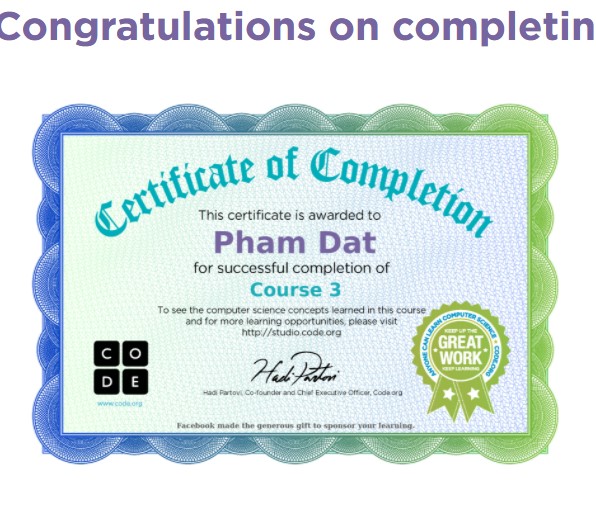 Congratulations on completin
Certificate of Completion
This certificate is awarded to
Pham Dat
for successful completion of
Course 3
To see the computer science concepts learned in this course
and for more learning opportunities, please visit
http://studio.code.org
C O
D E
www.code.org
Hadi Partovi
Hadi Partovi, Co-founder and Chief Executive Officer, Code.org
ANYONE CAN LEARN COMPUTER SCIENCE • CODE.ORG
KEEP UP THE
GREAT
WORK
KEEP LEARNING
Facebook made the generous gift to sponsor your learning.